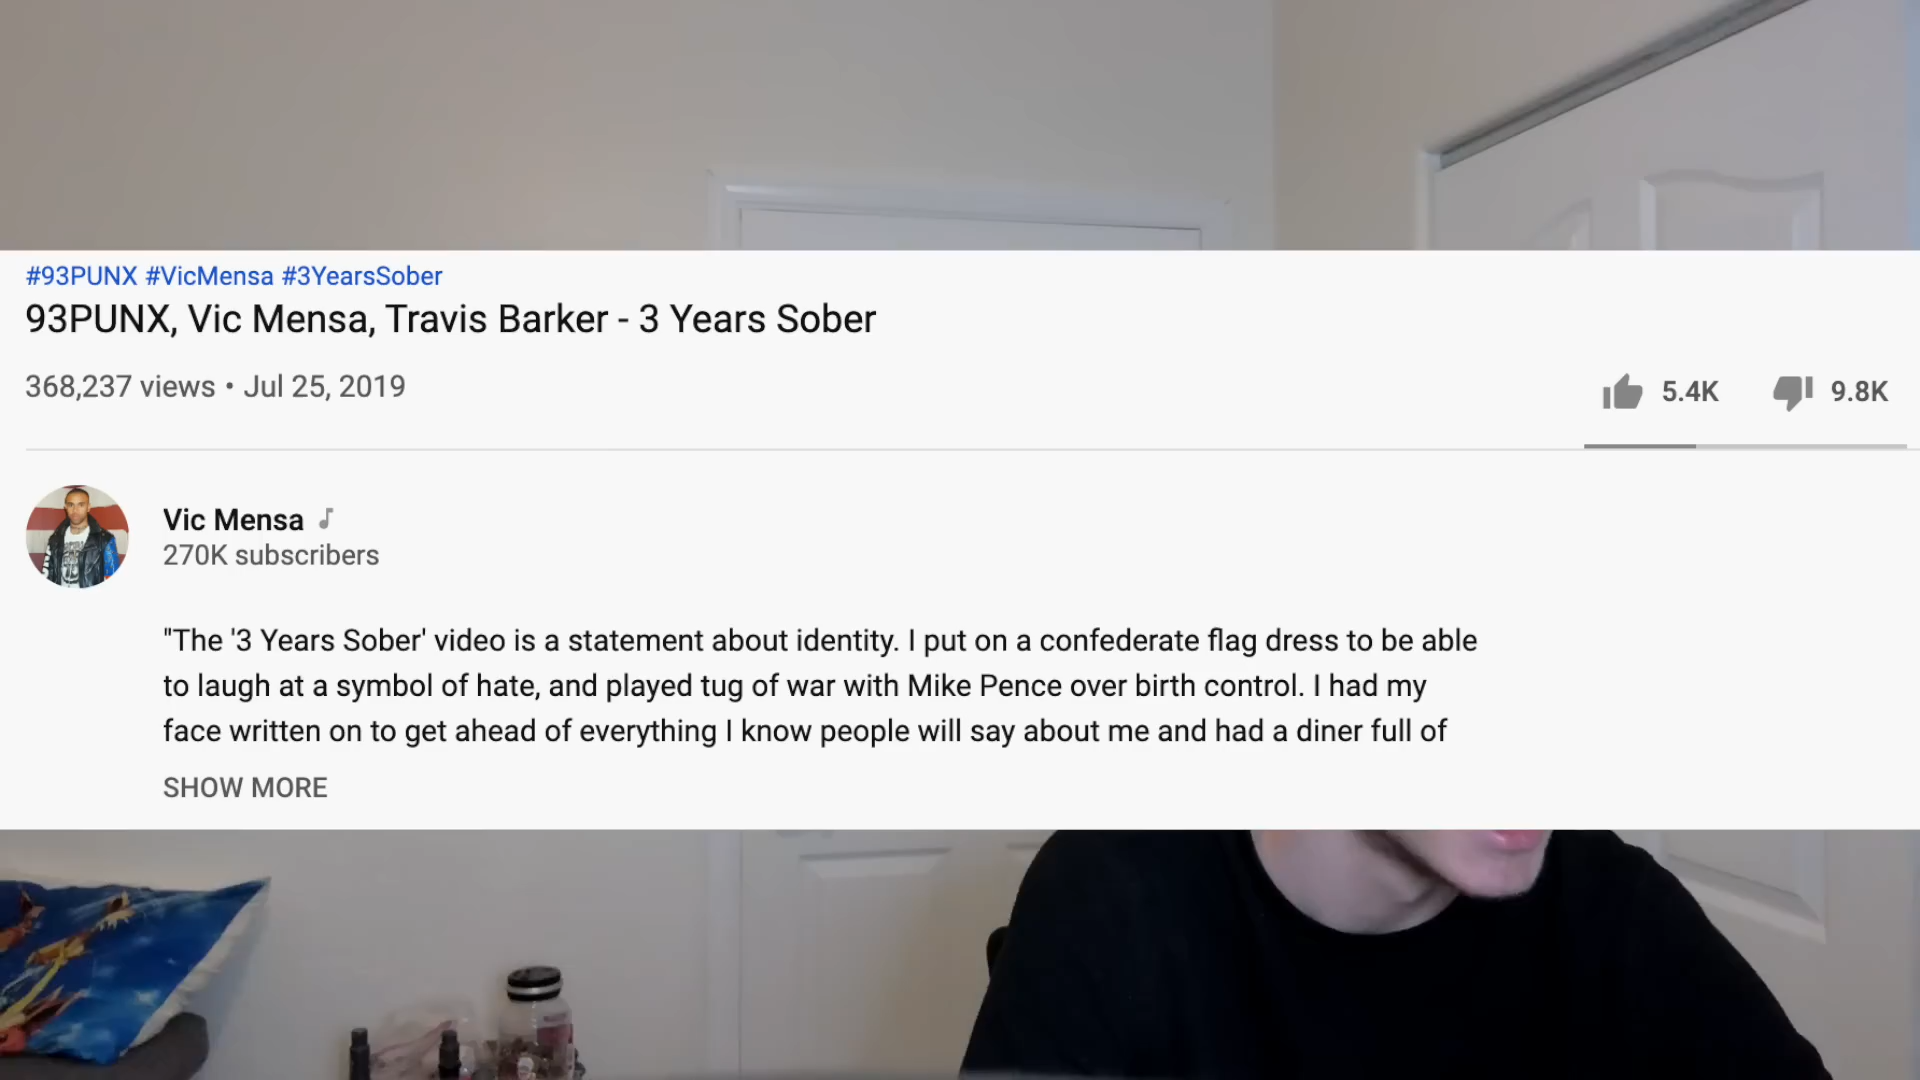 #93PUNX #VicMensa #3YearsSober
93PUNX, Vic Mensa, Travis Barker - 3 Years Sober
368,237 views • Jul 25, 2019
5.4K
9.8K
Vic Mensa
270K subscribers
"The '3 Years Sober' video is a statement about identity. I put on a confederate flag dress to be able
to laugh at a symbol of hate, and played tug of war with Mike Pence over birth control. I had my
face written on to get ahead of everything I know people will say about me and had a diner full of
SHOW MORE